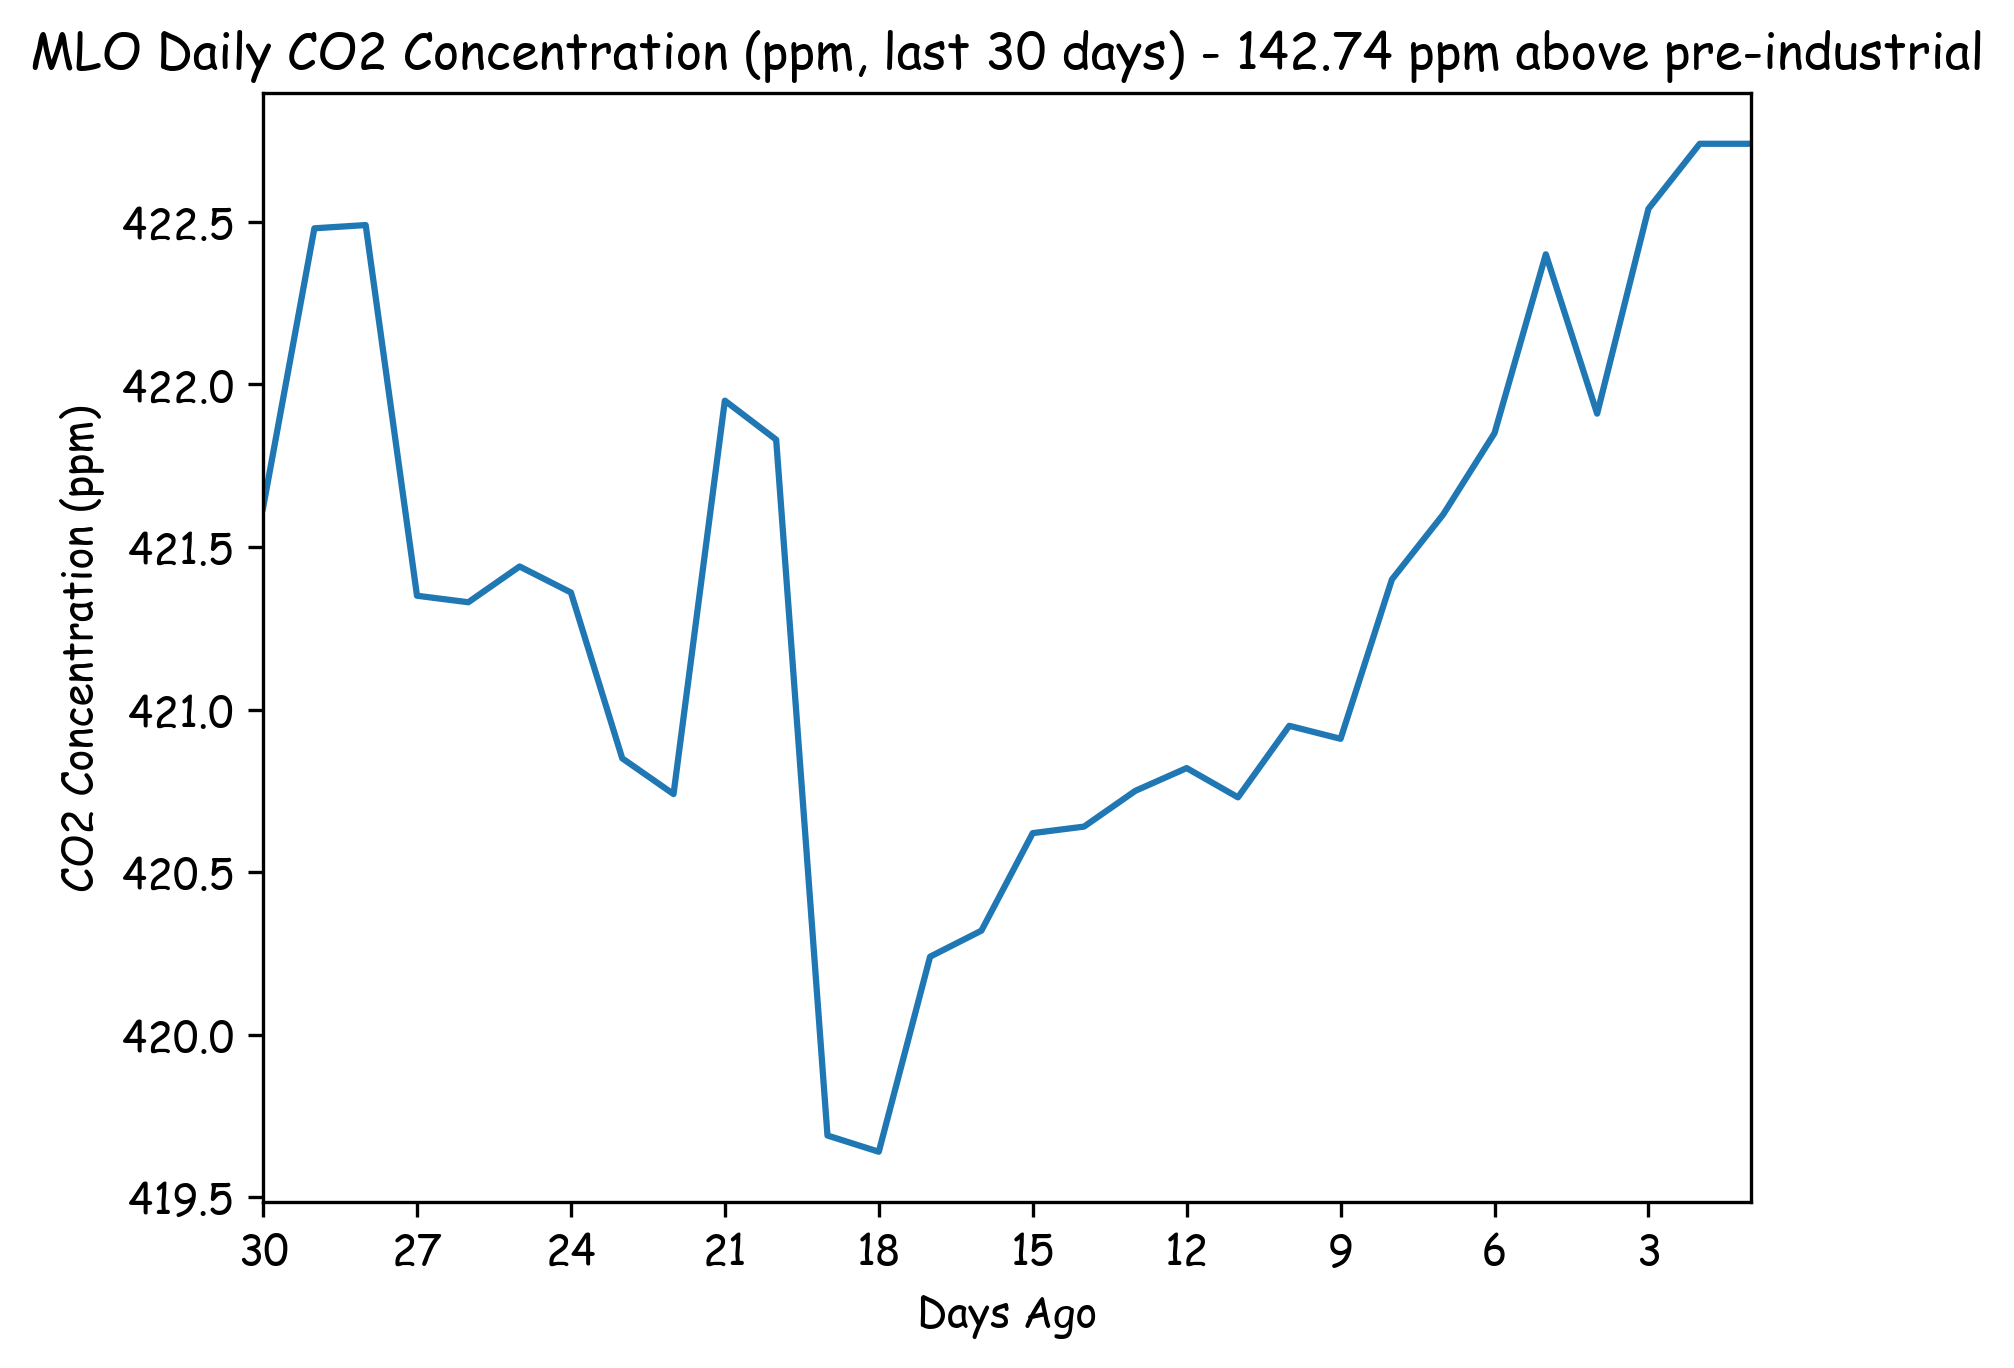 MLO Daily CO2 Concentration (ppm, last 30 days) - 142.74 ppm above pre-industrial
CO2 Concentration (ppm)
422.5
422.0
421.5
421.0
420.5
420.0
419.5
30 27 24 21 18 15 12 9 6 3
Days Ago